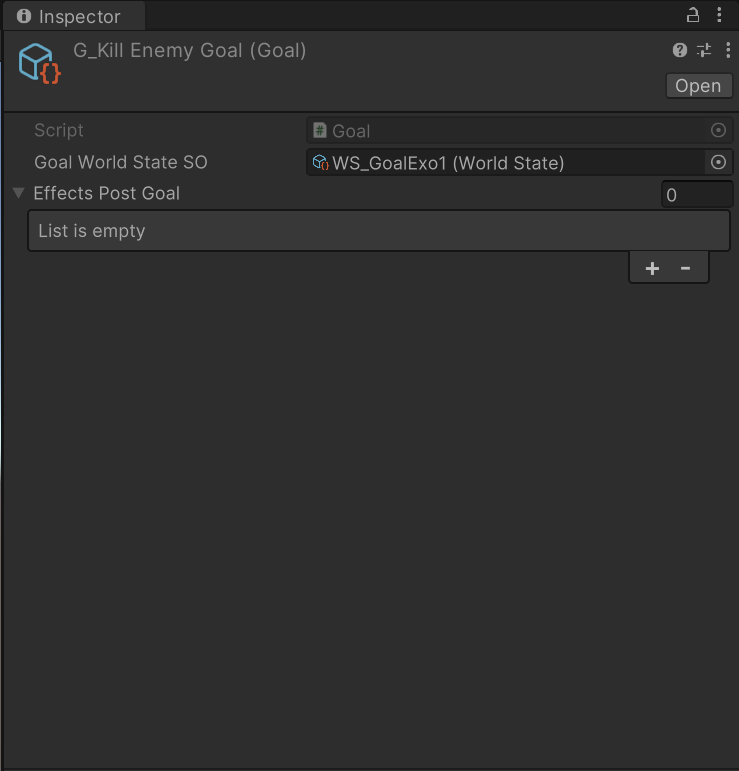 Inspector
G_Kill Enemy Goal (Goal)
Open
Script
Goal
Goal World State SO
WS_GoalExo1 (World State)
Effects Post Goal
0
List is empty